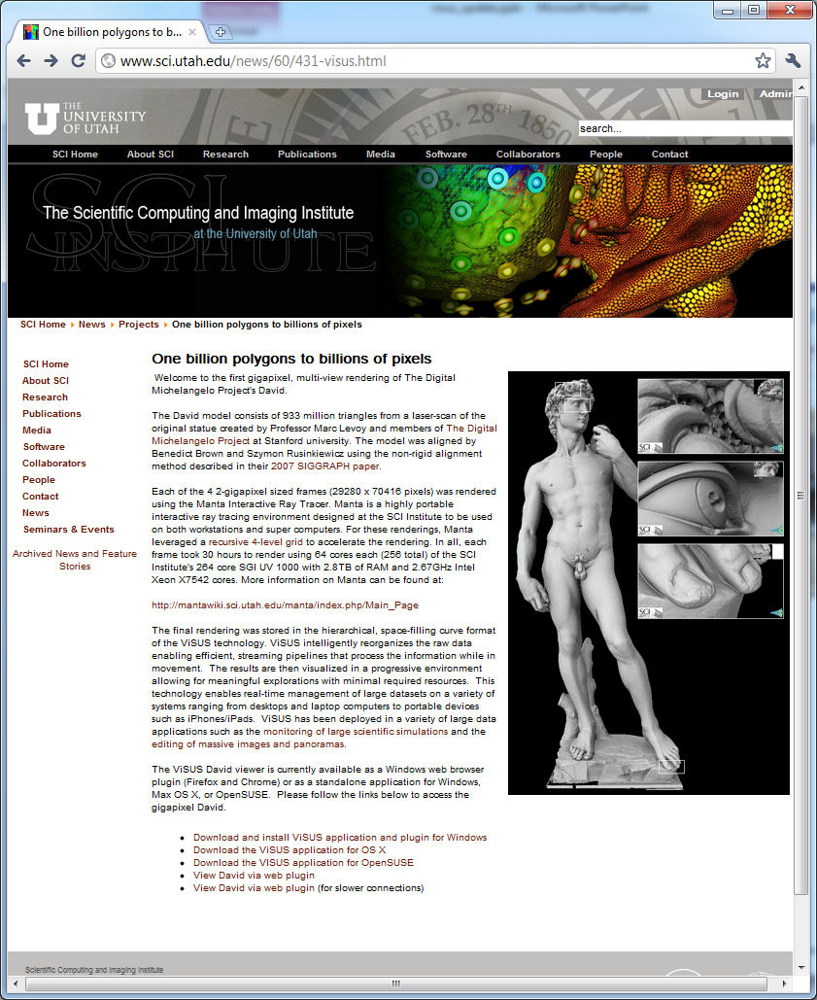 One billion polygons to b...
www.sci.utah.edu/news/60/431-visus.html
Login Admin
THE
UNIVERSITY
OF UTAH
FEB. 28TH 1850
search...
SCI Home About SCI Research Publications Media Software Collaborators People Contact
SCI
INSTITUTE
The Scientific Computing and Imaging Institute
at the University of Utah
SCI Home News Projects One billion polygons to billions of pixels
SCI Home
About SCI
Research
Publications
Media
Software
Collaborators
People
Contact
News
Seminars & Events
Archived News and Feature
Stories
One billion polygons to billions of pixels
Welcome to the first gigapixel, multi-view rendering of The Digital
Michelangelo Project's David.
The David model consists of 933 million triangles from a laser-scan of the
original statue created by Professor Marc Levoy and members of The Digital
Michelangelo Project at Stanford university. The model was aligned by
Benedict Brown and Szymon Rusinkiewicz using the non-rigid alignment
method described in their 2007 SIGGRAPH paper.
Each of the 4 2-gigapixel sized frames (29280 x 70416 pixels) was rendered
using the Manta Interactive Ray Tracer. Manta is a highly portable
interactive ray tracing environment designed at the SCI Institute to be used
on both workstations and super computers. For these renderings, Manta
leveraged a recursive 4-level grid to accelerate the rendering. In all, each
frame took 30 hours to render using 64 cores each (256 total) of the SCI
Institute's 264 core SGI UV 1000 with 2.8TB of RAM and 2.67GHz Intel
Xeon X7542 cores. More information on Manta can be found at:
http://mantawiki.sci.utah.edu/manta/index.php/Main_Page
The final rendering was stored in the hierarchical, space-filling curve format
of the ViSUS technology. ViSUS intelligently reorganizes the raw data
enabling efficient, streaming pipelines that process the information while in
movement. The results are then visualized in a progressive environment
allowing for meaningful explorations with minimal required resources. This
technology enables real-time management of large datasets on a variety of
systems ranging from desktops and laptop computers to portable devices
such as iPhones/iPads. ViSUS has been deployed in a variety of large data
applications such as the monitoring of large scientific simulations and the
editing of massive images and panoramas.
The ViSUS David viewer is currently available as a Windows web browser
plugin (Firefox and Chrome) or as a standalone application for Windows,
Max OS X, or OpenSUSE. Please follow the links below to access the
gigapixel David.
Download and install ViSUS application and plugin for Windows
Download the ViSUS application for OS X
Download the VISUS application for OpenSUSE
View David via web plugin
View David via web plugin (for slower connections)
SCI
SCI
SCI
Scientific Computing and Imaging Institute